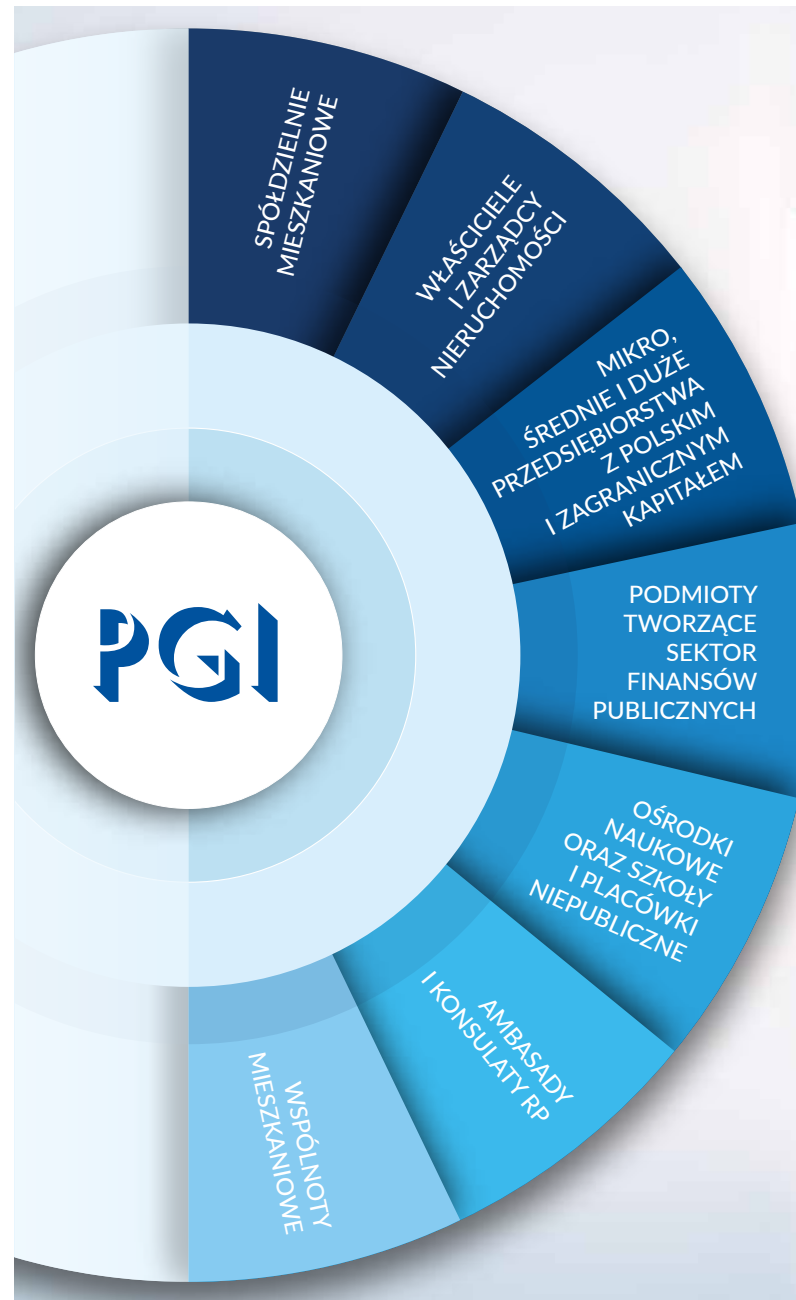 SPÓŁDZIELNIE
MIESZKANIOWE
WŁAŚCICIELE
I ZARZĄDCY
NIERUCHOMOŚCI
MIKRO,
ŚREDNIE I DUŻE
PRZEDSIĘBIORSTWA
Z POLSKIM
I ZAGRANICZNYM
KAPITAŁEM
PGI
PODMIOTY
TWORZĄCE
SEKTOR
FINANSÓW
PUBLICZNYCH
OŚRODKI
NAUKOWE
ORAZ SZKOŁY
I PLACÓWKI
NIEPUBLICZNE
AMBASADY
I KONSULATY RP
WSPÓLNOTY
MIESZKANIOWE